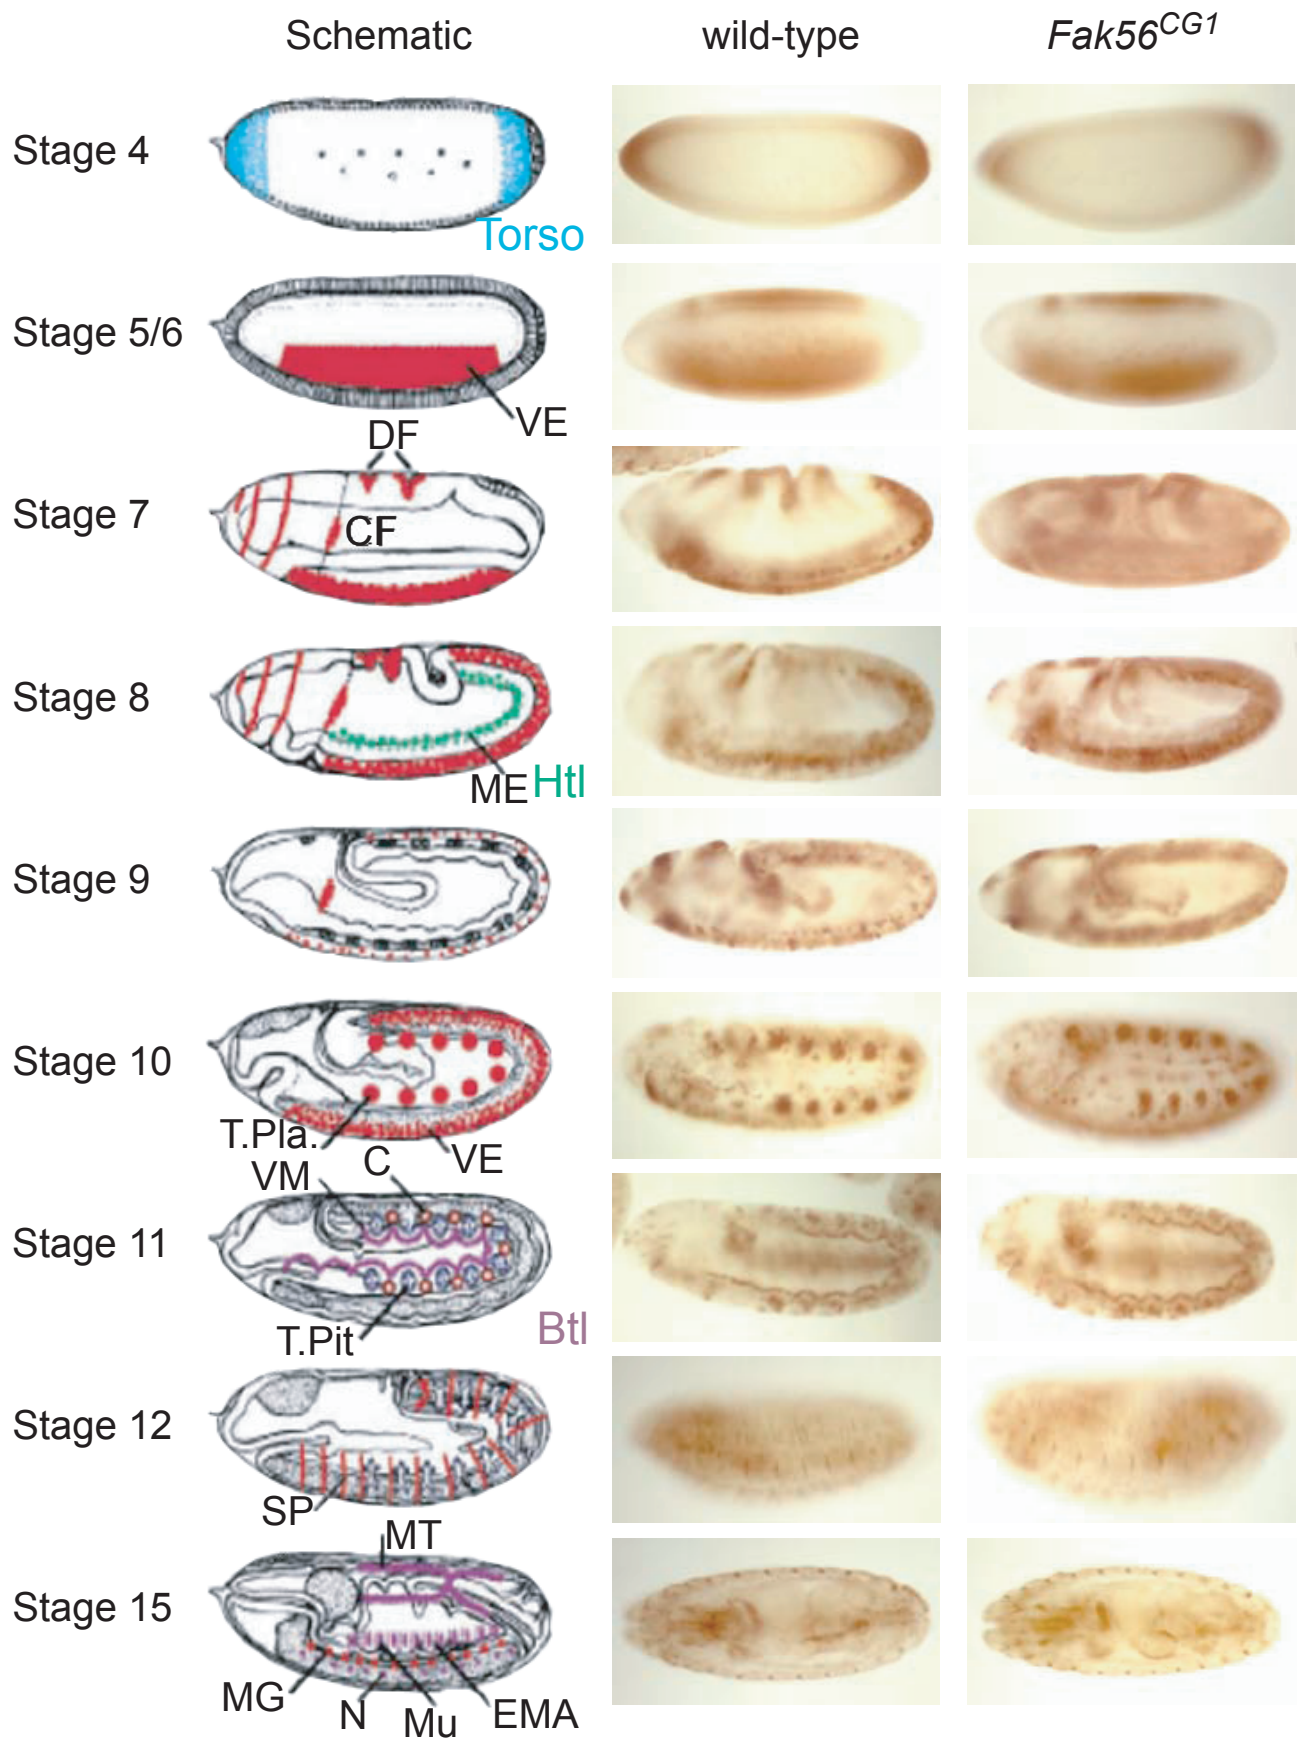 Schematic wild-type Fak56CG1
Stage 4
Torso
Stage 5/6
VE
DF
Stage 7
CF
Stage 8
ME Htl
Stage 9
Stage 10
T.Pla.
VE
VM
C
Stage 11
T.Pit
Btl
Stage 12
SP
MT
Stage 15
MG
N
Mu
EMA